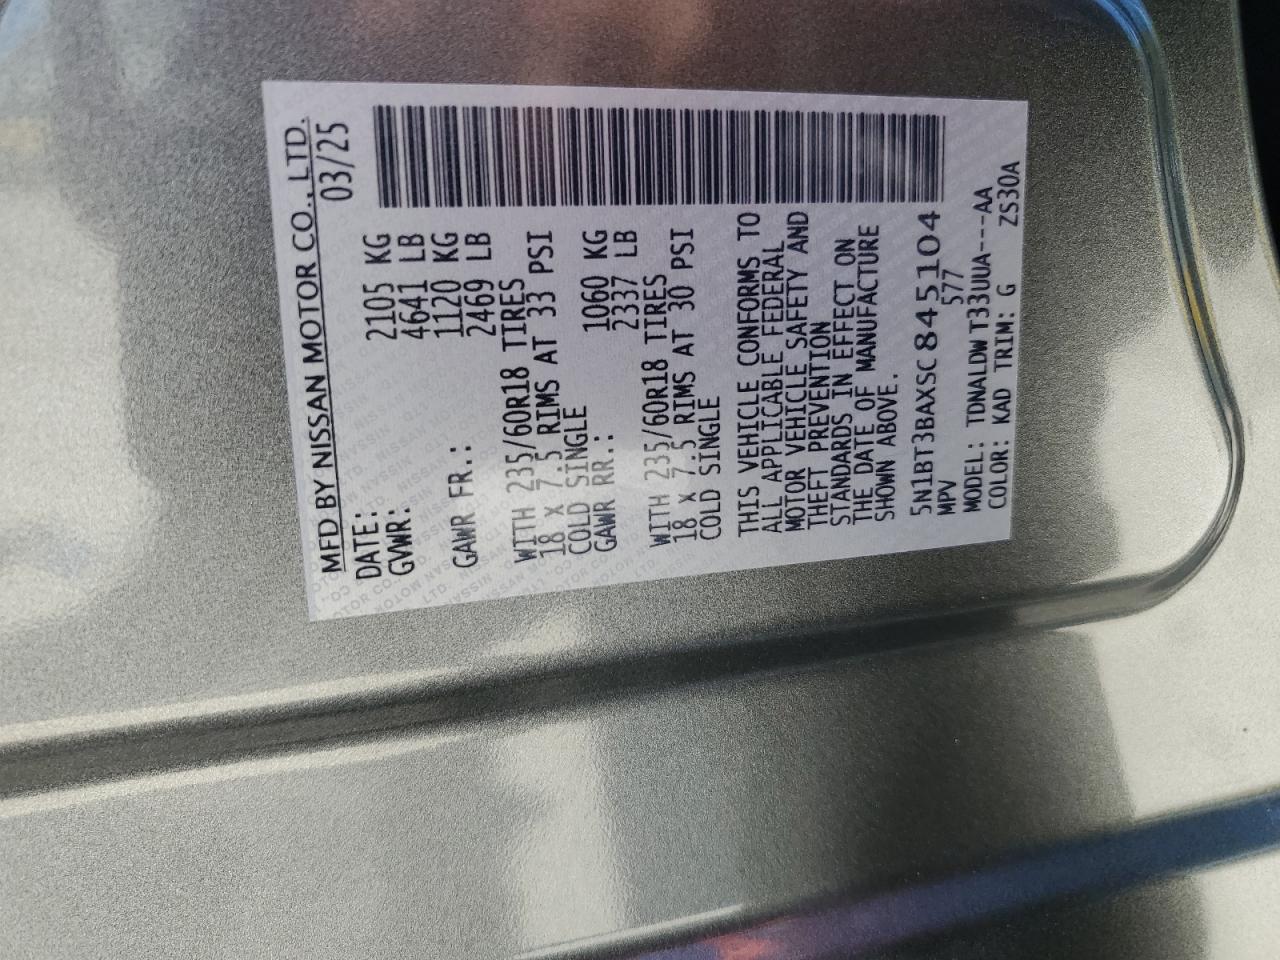 MFD BY NISSAN MOTOR CO.,LTD.
DATE: 03/25
GVWR: 2105 KG
4641 LB
GAWR FR.: 1120 KG
2469 LB
WITH 235/60R18 TIRES
18 x 7.5 RIMS AT 33 PSI
COLD SINGLE
GAWR RR.: 1060 KG
2337 LB
WITH 235/60R18 TIRES
18 x 7.5 RIMS AT 30 PSI
COLD SINGLE
THIS VEHICLE CONFORMS TO
ALL APPLICABLE FEDERAL
MOTOR VEHICLE SAFETY AND
THEFT PREVENTION
STANDARDS IN EFFECT ON
THE DATE OF MANUFACTURE
SHOWN ABOVE.
5N1BT3BAXSC845104
MPV 577
MODEL: TDNALDW T33UUA---AA
COLOR: KAD TRIM: G ZS30A